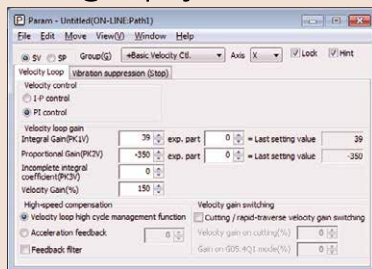 Param - Untitled(ON-LINE:Path1)
File Edit Move View(V) Window Help
SV SP Group(G) +Basic Velocity Ctl. Axis X Lock Hint
Velocity Loop Vibration suppression (Stop)
Velocity control
I-P control
PI control
Velocity loop gain
Integral Gain(PK1V) 39 exp. part 0 = Last setting value 39
Proportional Gain(PK2V) -350 exp. part 0 = Last setting value -350
Incomplete integral
coefficient(PK3V) 0
Velocity Gain(%) 150
High-speed compensation Velocity gain switching
Velocity loop high cycle management function Cutting / rapid-traverse velocity gain switching
Acceleration feedback 0 Velocity gain on cutting(%) 0
Feedback filter Gain on G05.4Q1 mode(%) 0